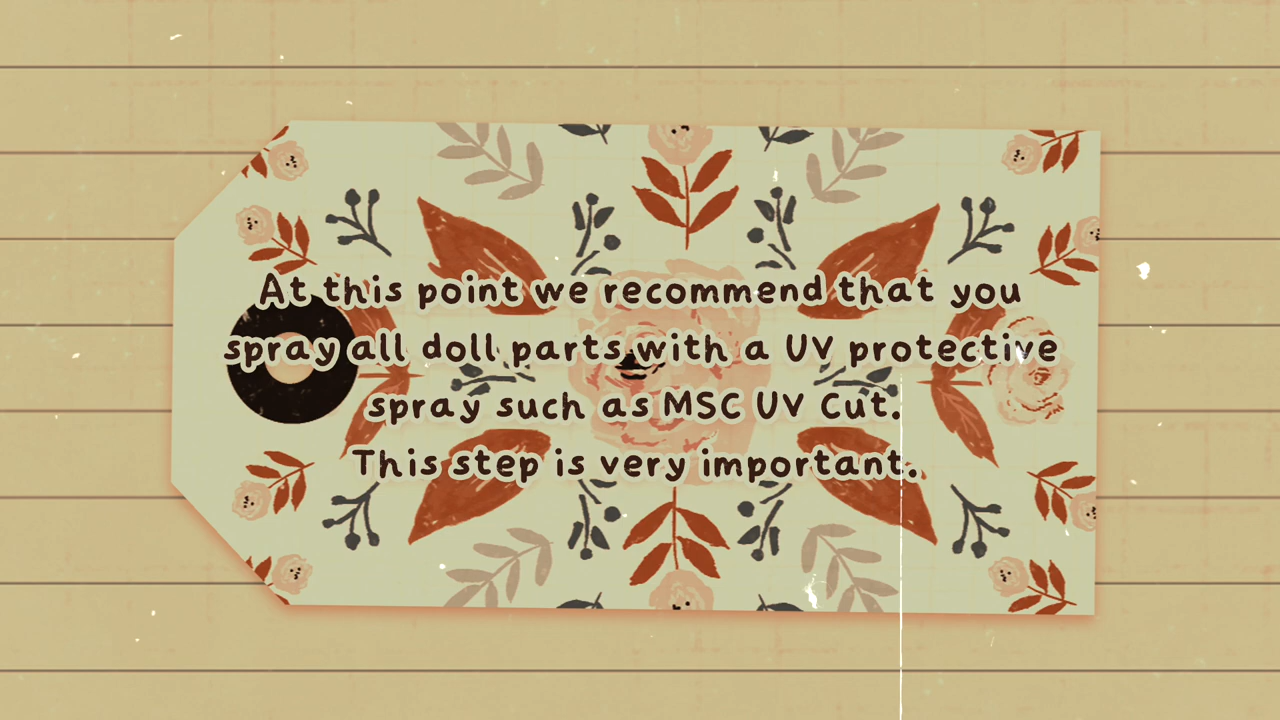 At this point we recommend that you
spray all doll parts with a UV protective
spray such as MSC UV Cut.
This step is very important.